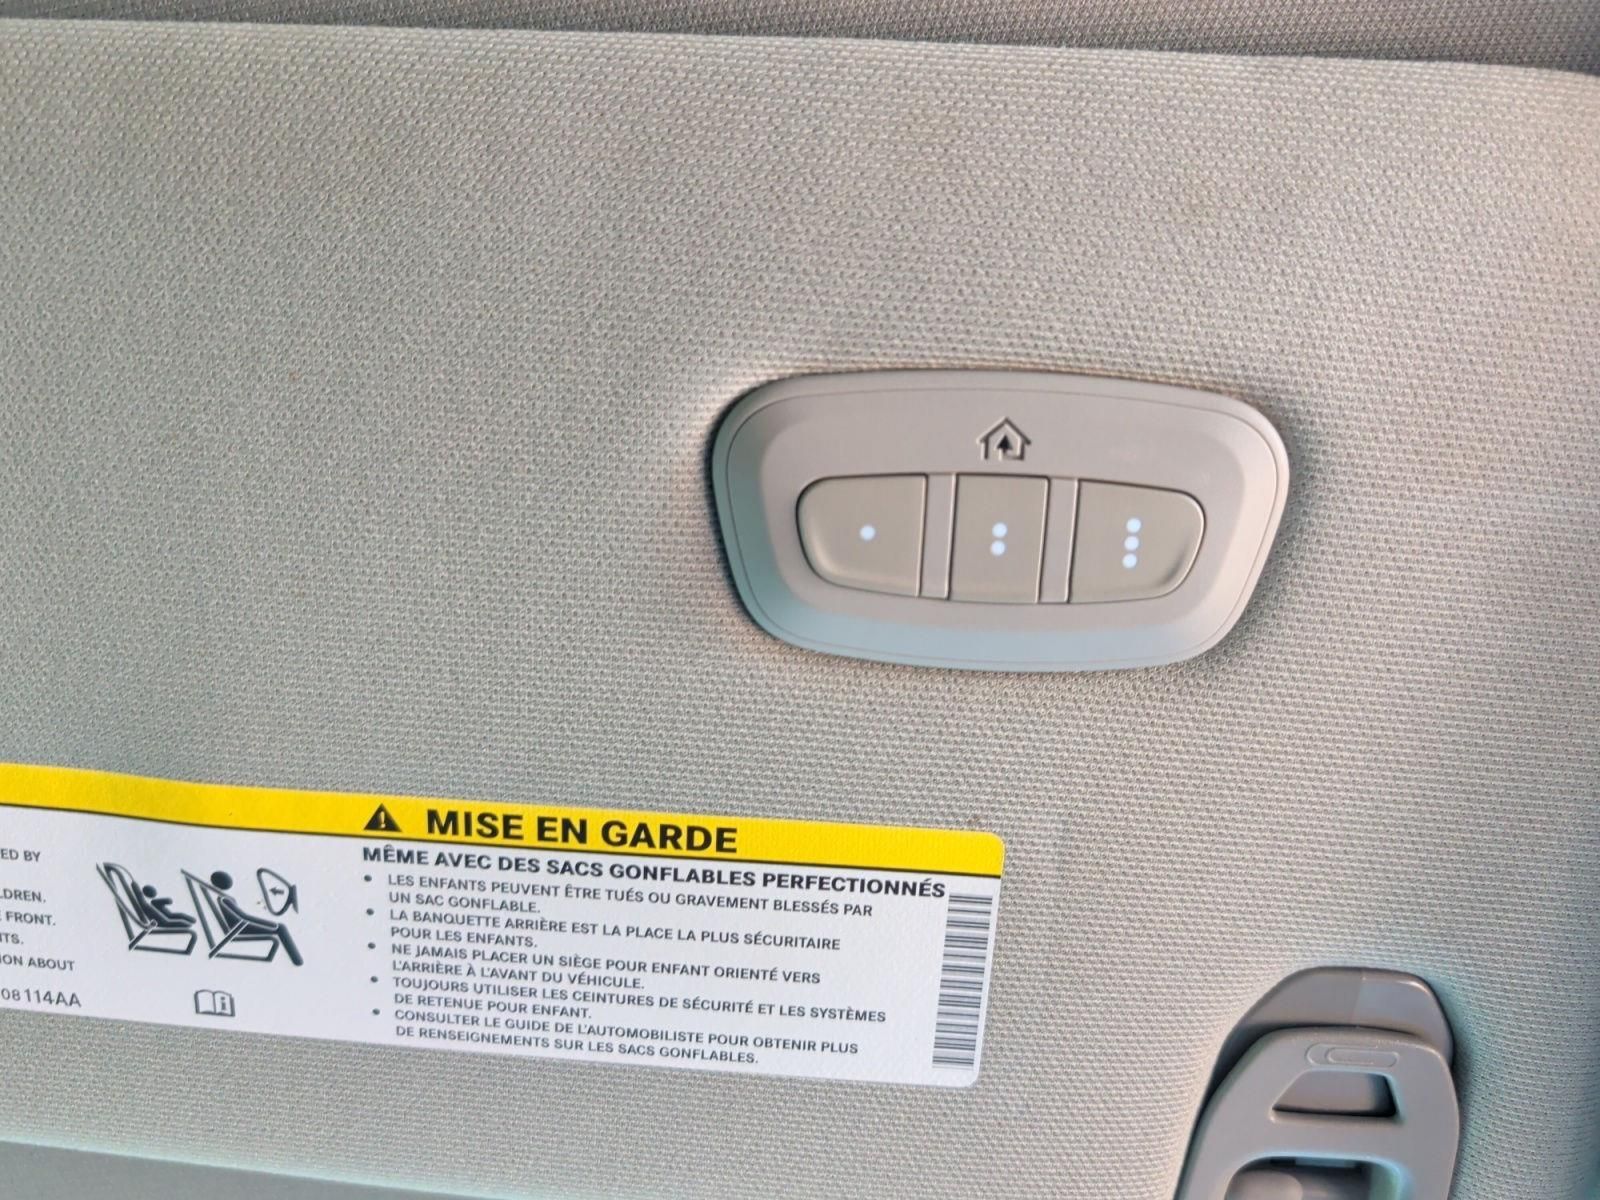 MISE EN GARDE
MÊME AVEC DES SACS GONFLABLES PERFECTIONNÉS
• LES ENFANTS PEUVENT ÊTRE TUÉS OU GRAVEMENT BLESSÉS PAR
UN SAC GONFLABLE.
• LA BANQUETTE ARRIÈRE EST LA PLACE LA PLUS SÉCURITAIRE
POUR LES ENFANTS.
• NE JAMAIS PLACER UN SIÈGE POUR ENFANT ORIENTÉ VERS
L'ARRIÈRE À L'AVANT DU VÉHICULE.
• TOUJOURS UTILISER LES CEINTURES DE SÉCURITÉ ET LES SYSTÈMES
DE RETENUE POUR ENFANT.
• CONSULTER LE GUIDE DE L'AUTOMOBILISTE POUR OBTENIR PLUS
DE RENSEIGNEMENTS SUR LES SACS GONFLABLES.
ED BY
LDREN.
FRONT.
TS.
ION ABOUT
08114AA